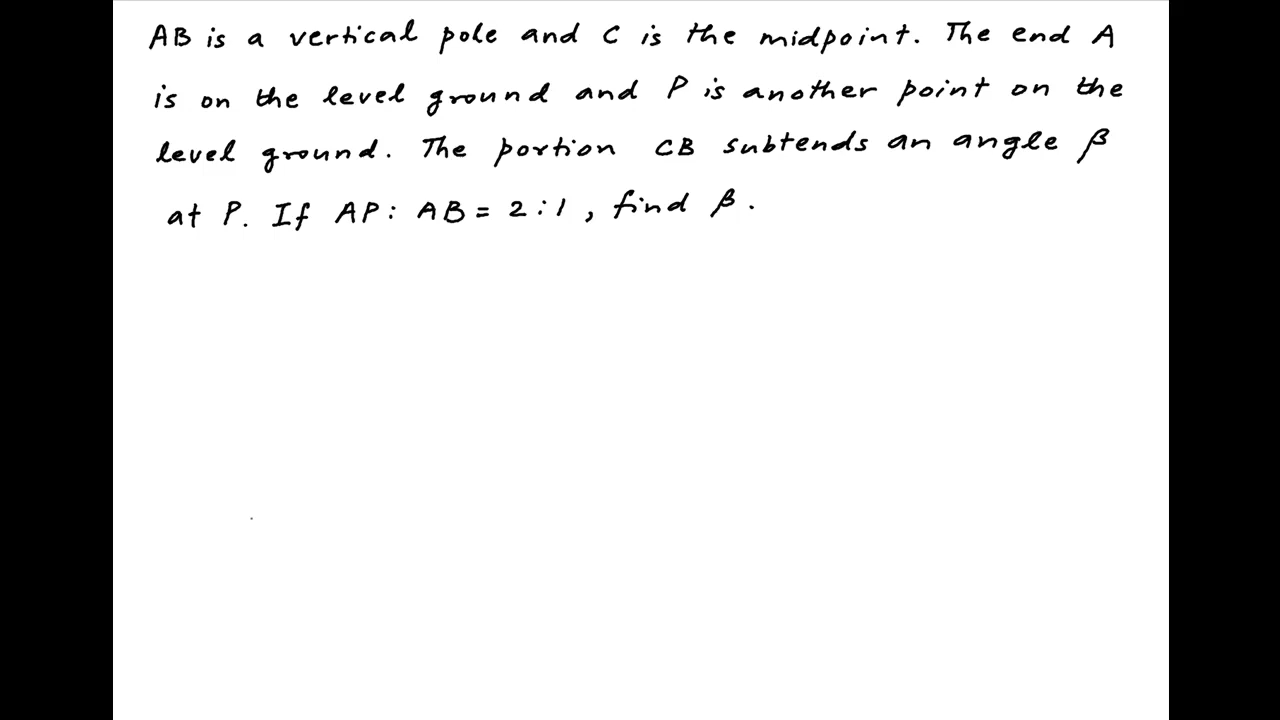 AB is a vertical pole and C is the midpoint. The end A
is on the level ground and P is another point on the
level ground. The portion CB subtends an angle β
at P. If AP: AB = 2:1, find β.